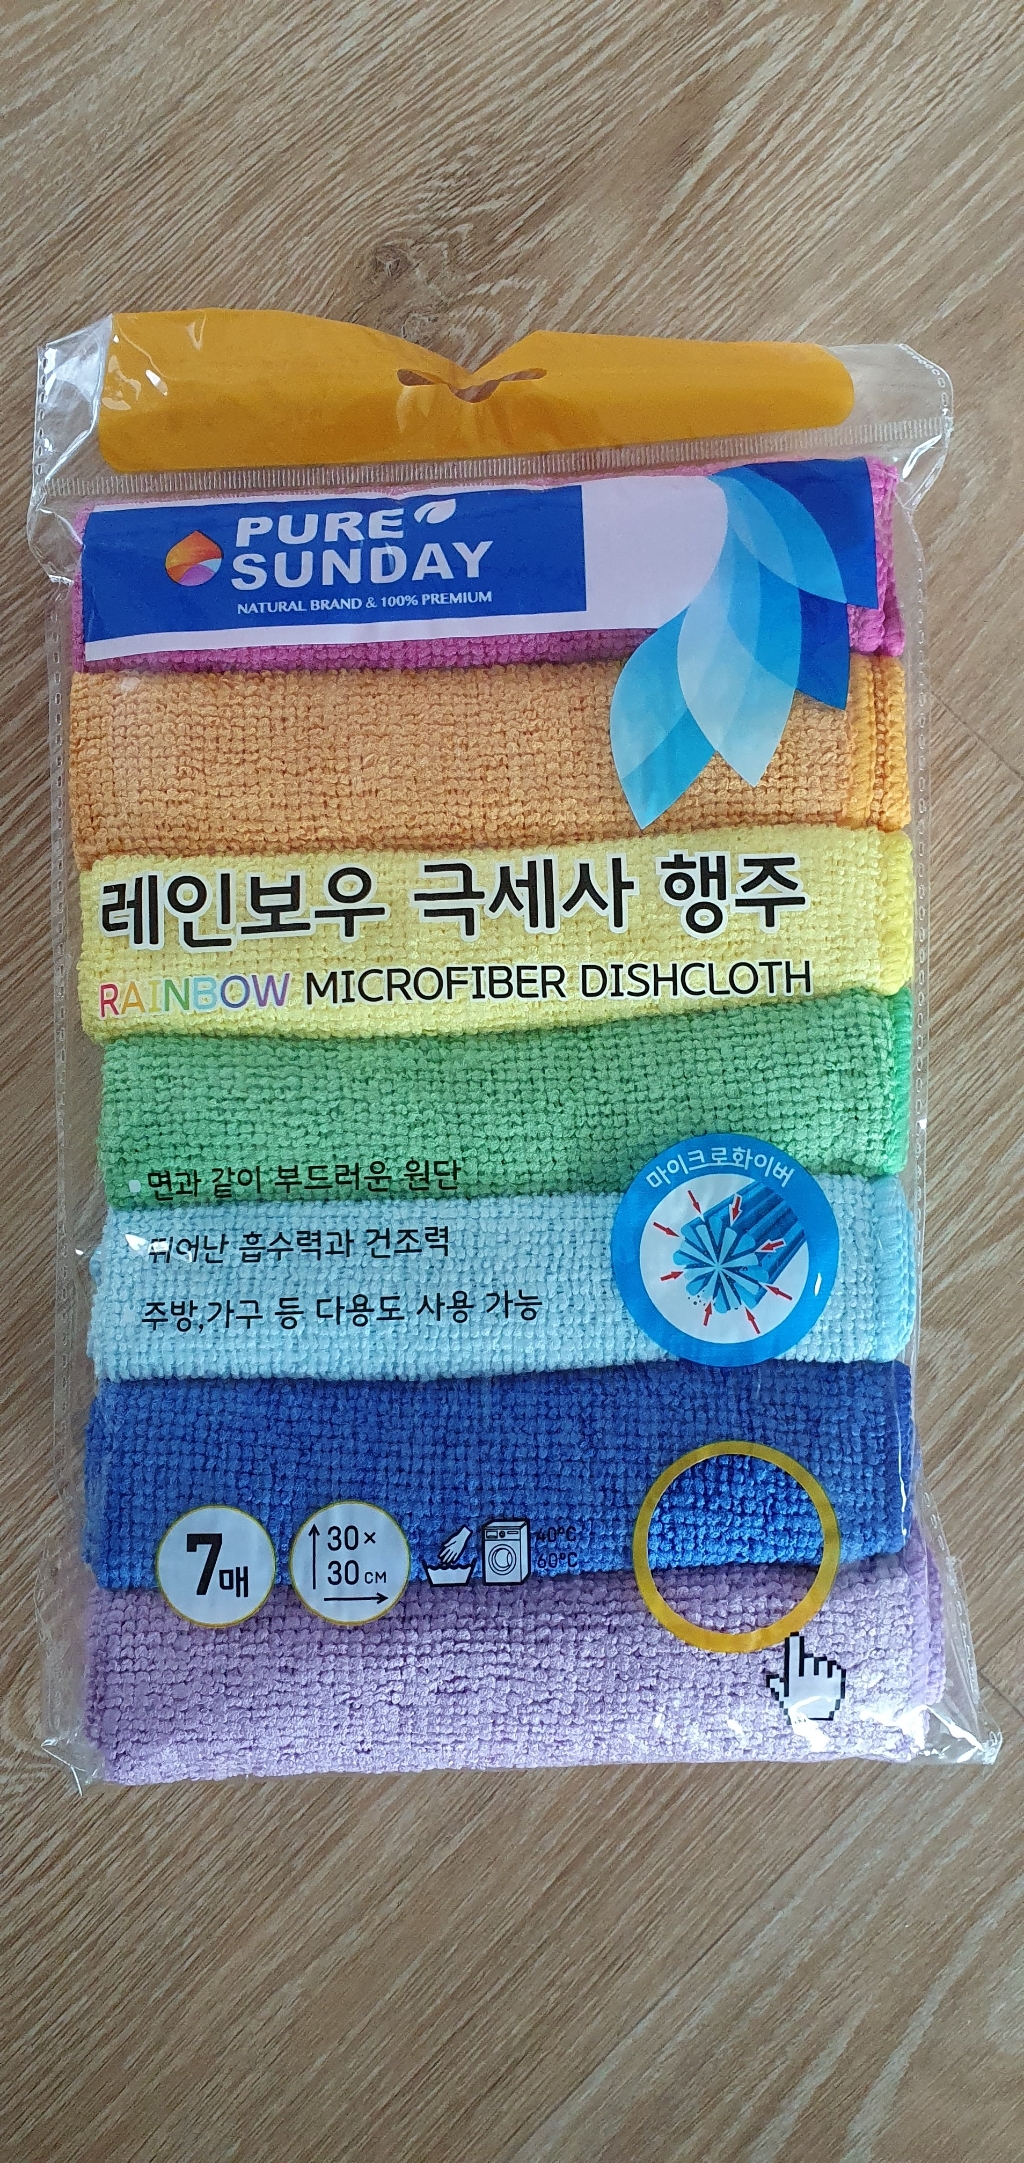 PURE
SUNDAY
NATURAL BRAND & 100% PREMIUM
레인보우 극세사 행주
RAINBOW MICROFIBER DISHCLOTH
면과 같이 부드러운 원단
뛰어난 흡수력과 건조력
주방,가구 등 다용도 사용 가능
마이크로화이버
7매
30×
30CM
40°C
60°C